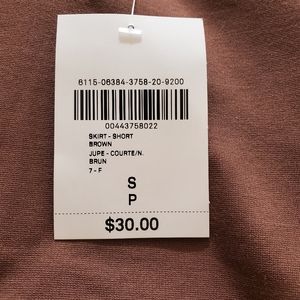 6115-06384-3758-20-9200
00443758022
SKIRT - SHORT
BROWN
JUPE - COURTE/N.
BRUN
7 - F
S
P
$30.00